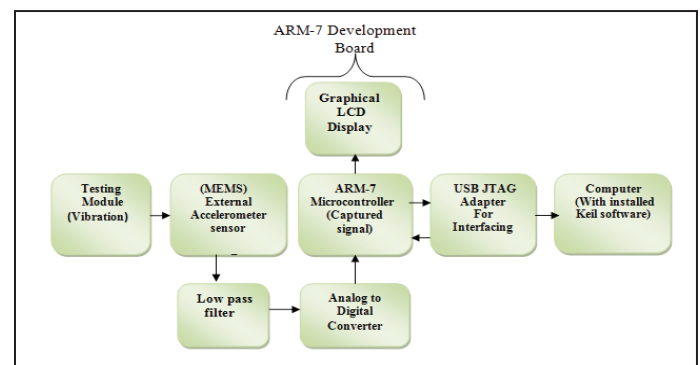 ARM-7 Development
Board
Graphical
LCD
Display
Testing
Module
(Vibration)
(MEMS)
External
Accelerometer
sensor
ARM-7
Microcontroller
(Captured
signal)
USB JTAG
Adapter
For
Interfacing
Computer
(With installed
Keil software)
Low pass
filter
Analog to
Digital
Converter